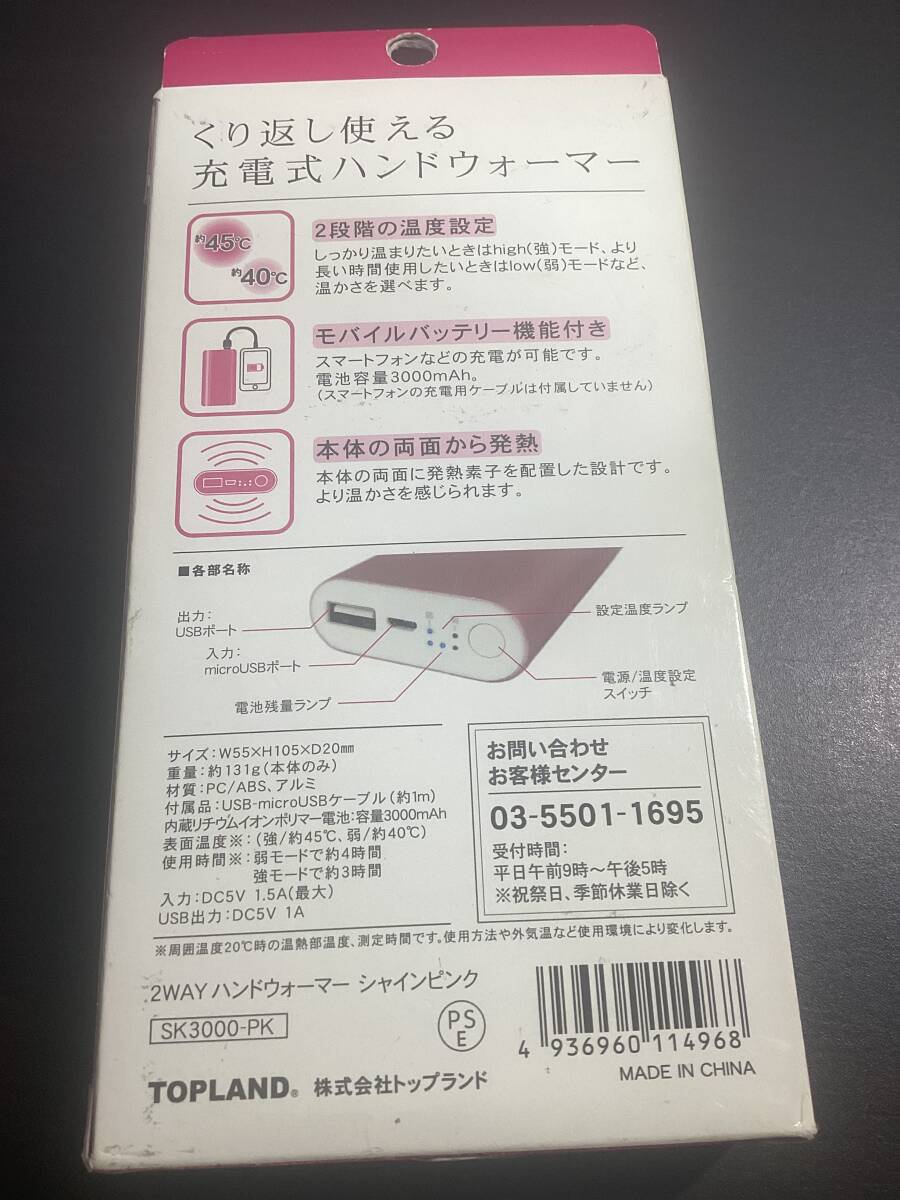 くり返し使える
充電式ハンドウォーマー
約45℃
約40℃
2段階の温度設定
しっかり温まりたいときはhigh(強)モード、より
長い時間使用したいときはlow(弱)モードなど、
温かさを選べます。
モバイルバッテリー機能付き
スマートフォンなどの充電が可能です。
電池容量3000mAh。
(スマートフォンの充電用ケーブルは付属していません)
本体の両面から発熱
本体の両面に発熱素子を配置した設計です。
より温かさを感じられます。
■各部名称
出力:
USBポート
入力:
microUSBポート
電池残量ランプ
設定温度ランプ
電源/温度設定
スイッチ
サイズ:W55×H105×D20㎜
重量:約131g(本体のみ)
材質:PC/ABS、アルミ
付属品:USB-microUSBケーブル(約1m)
内蔵リチウムイオンポリマー電池:容量3000mAh
表面温度※:(強/約45℃、弱/約40℃)
使用時間※:弱モードで約4時間
強モードで約3時間
入力:DC5V 1.5A(最大)
USB出力:DC5V 1A
お問い合わせ
お客様センター
03-5501-1695
受付時間:
平日午前9時～午後5時
※祝祭日、季節休業日除く
※周囲温度20℃時の温熱部温度、測定時間です。使用方法や外気温など使用環境により変化します。
2WAYハンドウォーマー シャインピンク
SK3000-PK
PS
E
4 936960 114968
MADE IN CHINA
TOPLAND® 株式会社トップランド